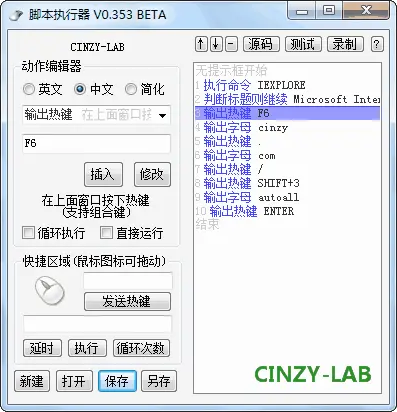 脚本执行器 V0.353 BETA
CINZY-LAB
↑ ↓ - 源码 测试 录制 ?
动作编辑器
英文 中文 简化
输出热键 在上面窗口按
F6
插入 修改
在上面窗口按下热键
(支持组合键)
循环执行 直接运行
快捷区域(鼠标图标可拖动)
发送热键
延时 执行 循环次数
新建 打开 保存 另存
无提示框开始
1 执行命令 IEXPLORE
2 判断标题则继续 Microsoft Inter
3 输出热键 F6
4 输出字母 cinzy
5 输出字母 .
6 输出字母 com
7 输出字母 /
8 输出热键 SHIFT+3
9 输出字母 autoall
10 输出热键 ENTER
结束
CINZY-LAB